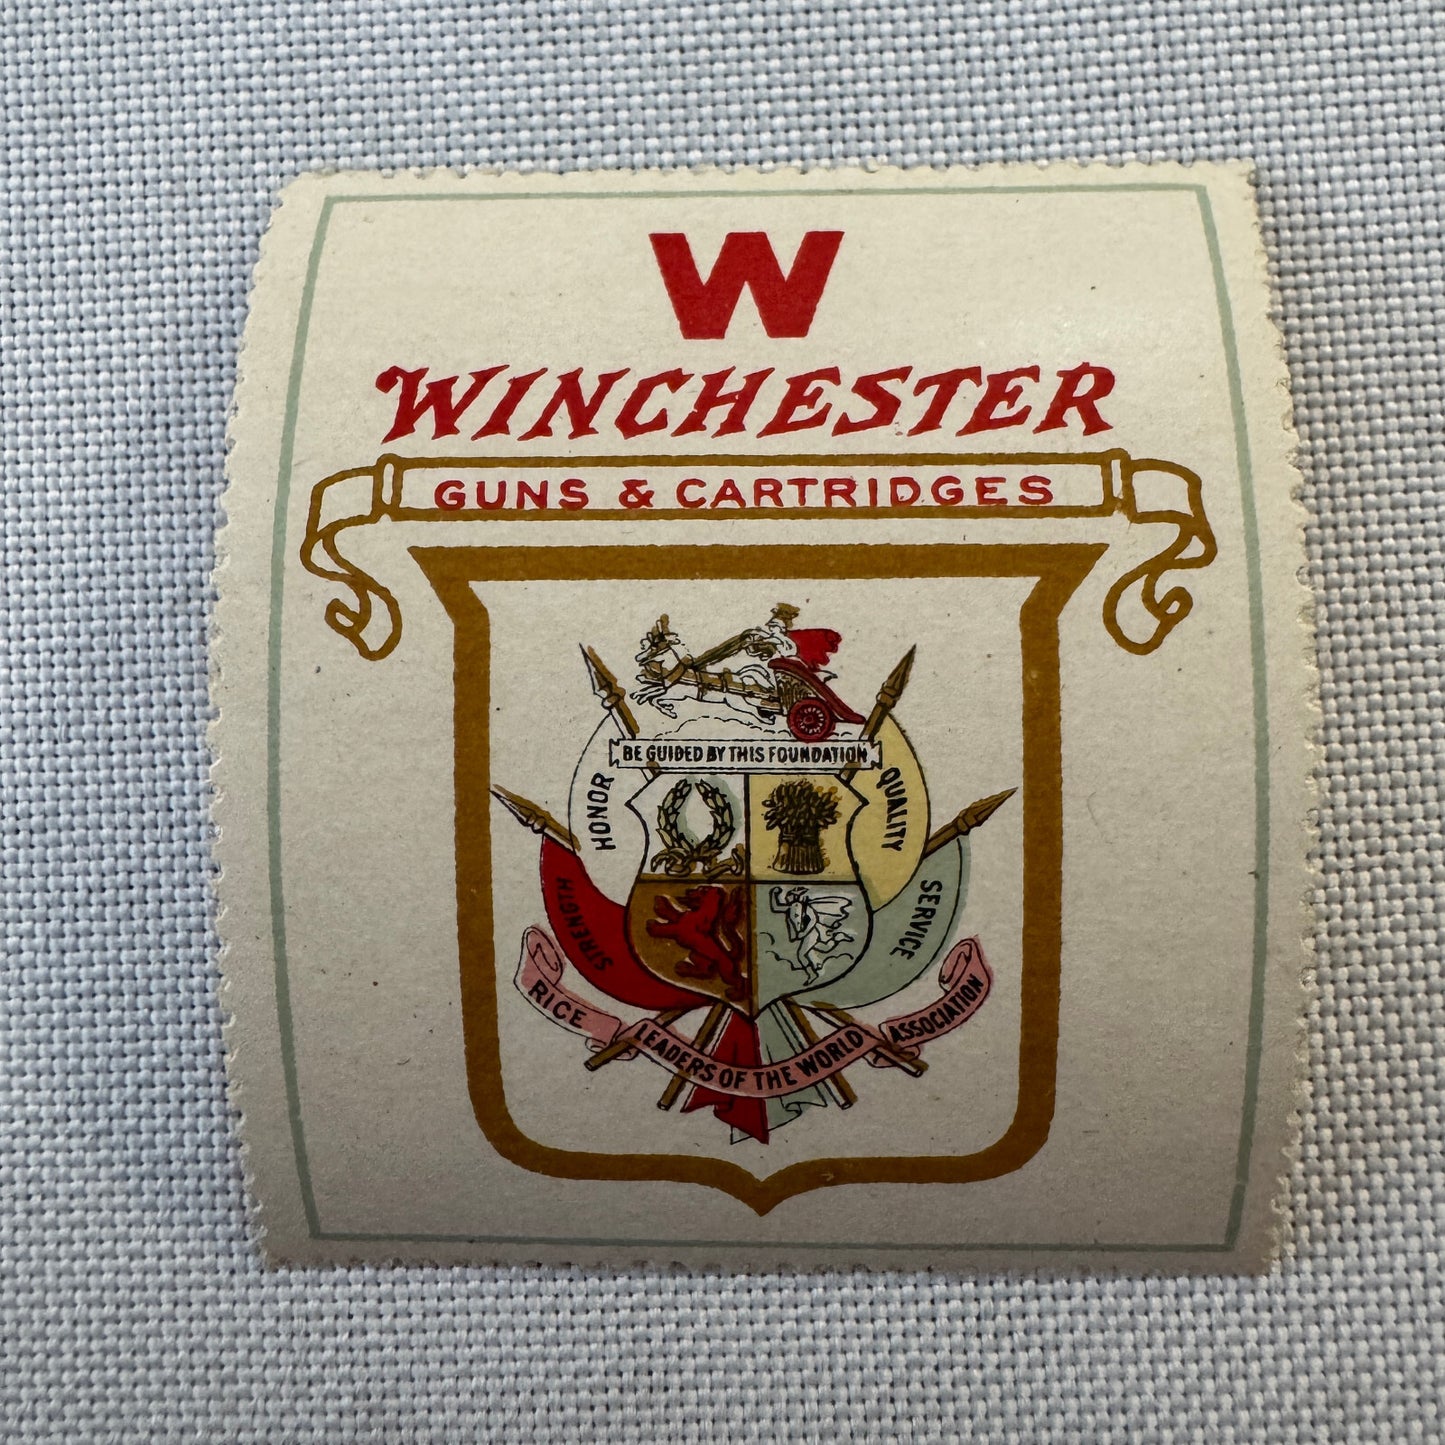 W
WINCHESTER
GUNS & CARTRIDGES
BE GUIDED BY THIS FOUNDATION
HONOR
QUALITY
STRENGTH
SERVICE
RICE
LEADERS OF THE WORLD
ASSOCIATION